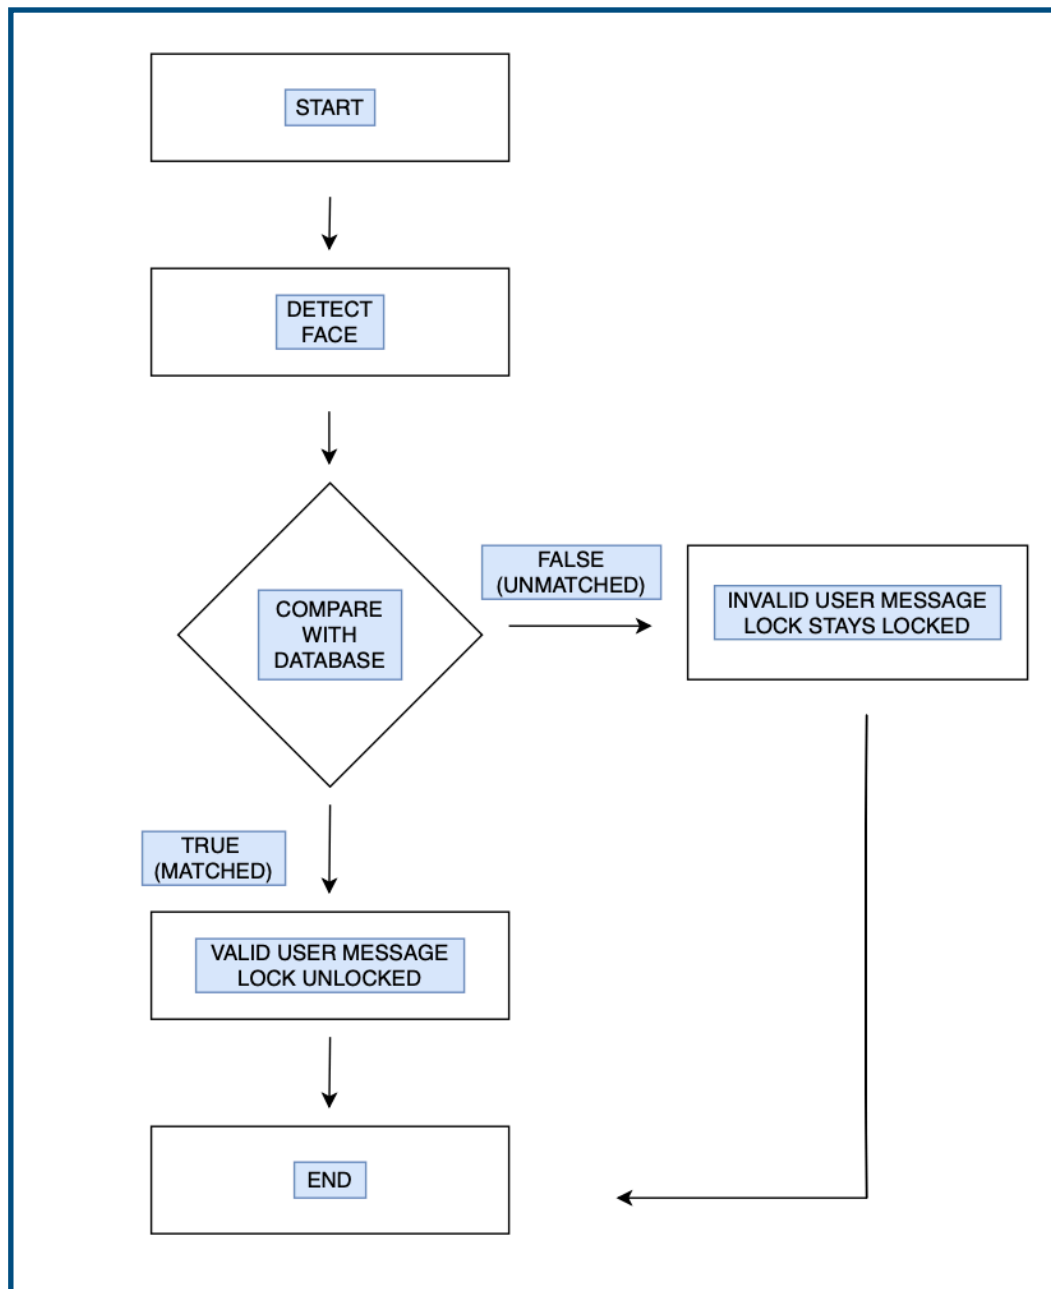 START
DETECT
FACE
COMPARE
WITH
DATABASE
FALSE
(UNMATCHED)
INVALID USER MESSAGE
LOCK STAYS LOCKED
TRUE
(MATCHED)
VALID USER MESSAGE
LOCK UNLOCKED
END